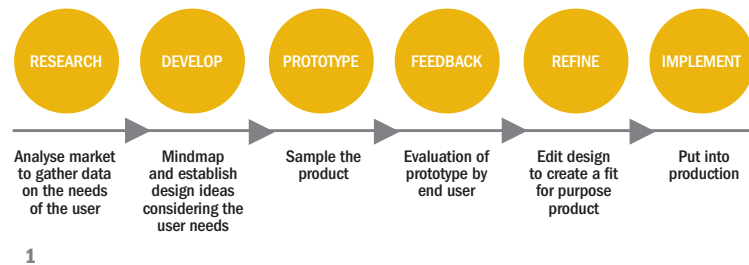 RESEARCH
DEVELOP
PROTOTYPE
FEEDBACK
REFINE
IMPLEMENT
Analyse market
to gather data
on the needs
of the user
Mindmap
and establish
design ideas
considering the
user needs
Sample the
product
Evaluation of
prototype by
end user
Edit design
to create a fit
for purpose
product
Put into
production
1